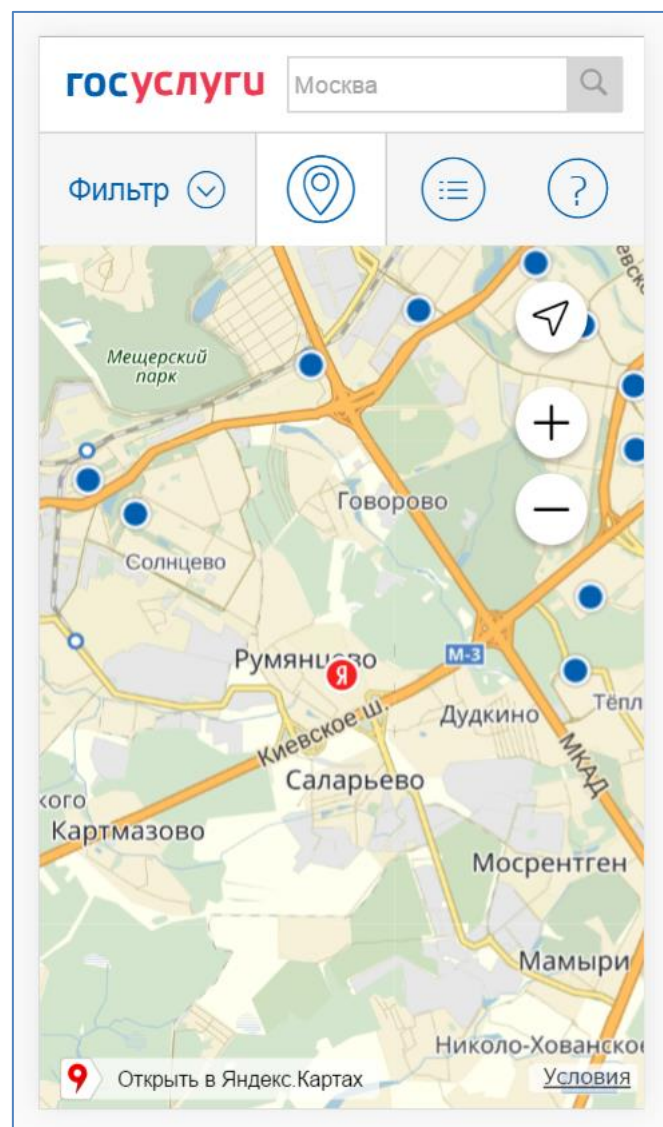 госуслуги
Москва
Фильтр
?
Мещерский
парк
Говорово
Солнцево
Румянцево
Я
М-3
Киевское ш.
Дудкино
Тёпл
МКАД
Саларьево
кого
Картмазово
Мосрентген
Мамыри
Николо-Хованское
Открыть в Яндекс.Картах
Условия